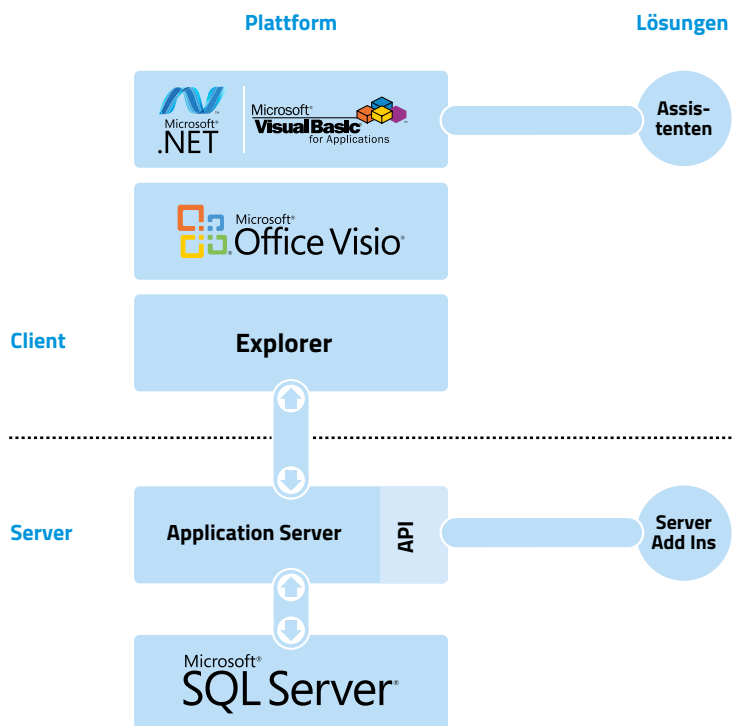 Plattform
Lösungen
Microsoft®
.NET
Microsoft®
Visual Basic®
for Applications
Assis-
tenten
Microsoft®
Office Visio®
Client
Explorer
Server
Application Server
API
Server
Add Ins
Microsoft®
SQL Server®